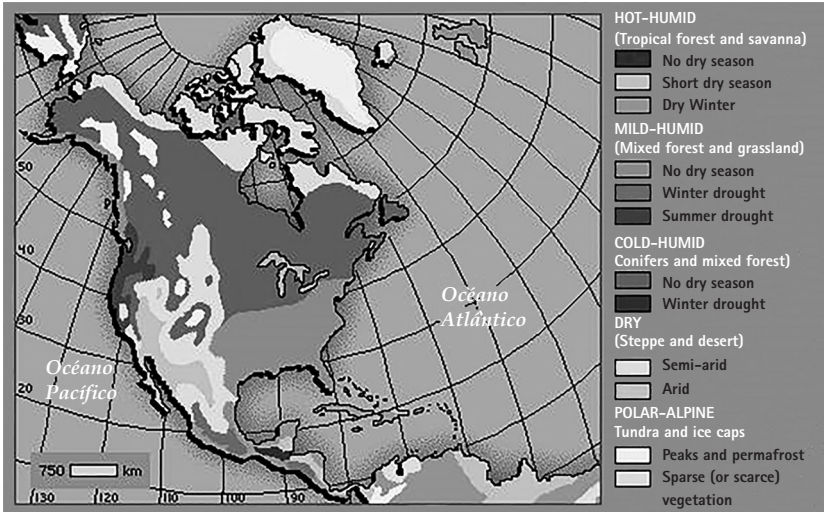 HOT-HUMID
(Tropical forest and savanna)
No dry season
Short dry season
Dry Winter
MILD-HUMID
(Mixed forest and grassland)
No dry season
Winter drought
Summer drought
COLD-HUMID
(Conifers and mixed forest)
No dry season
Winter drought
DRY
(Steppe and desert)
Semi-arid
Arid
POLAR-ALPINE
Tundra and ice caps
Peaks and permafrost
Sparse (or scarce)
vegetation
50
40
30
20
Océano
Atlântico
Océano
Pacífico
750 km
130 120 100 90